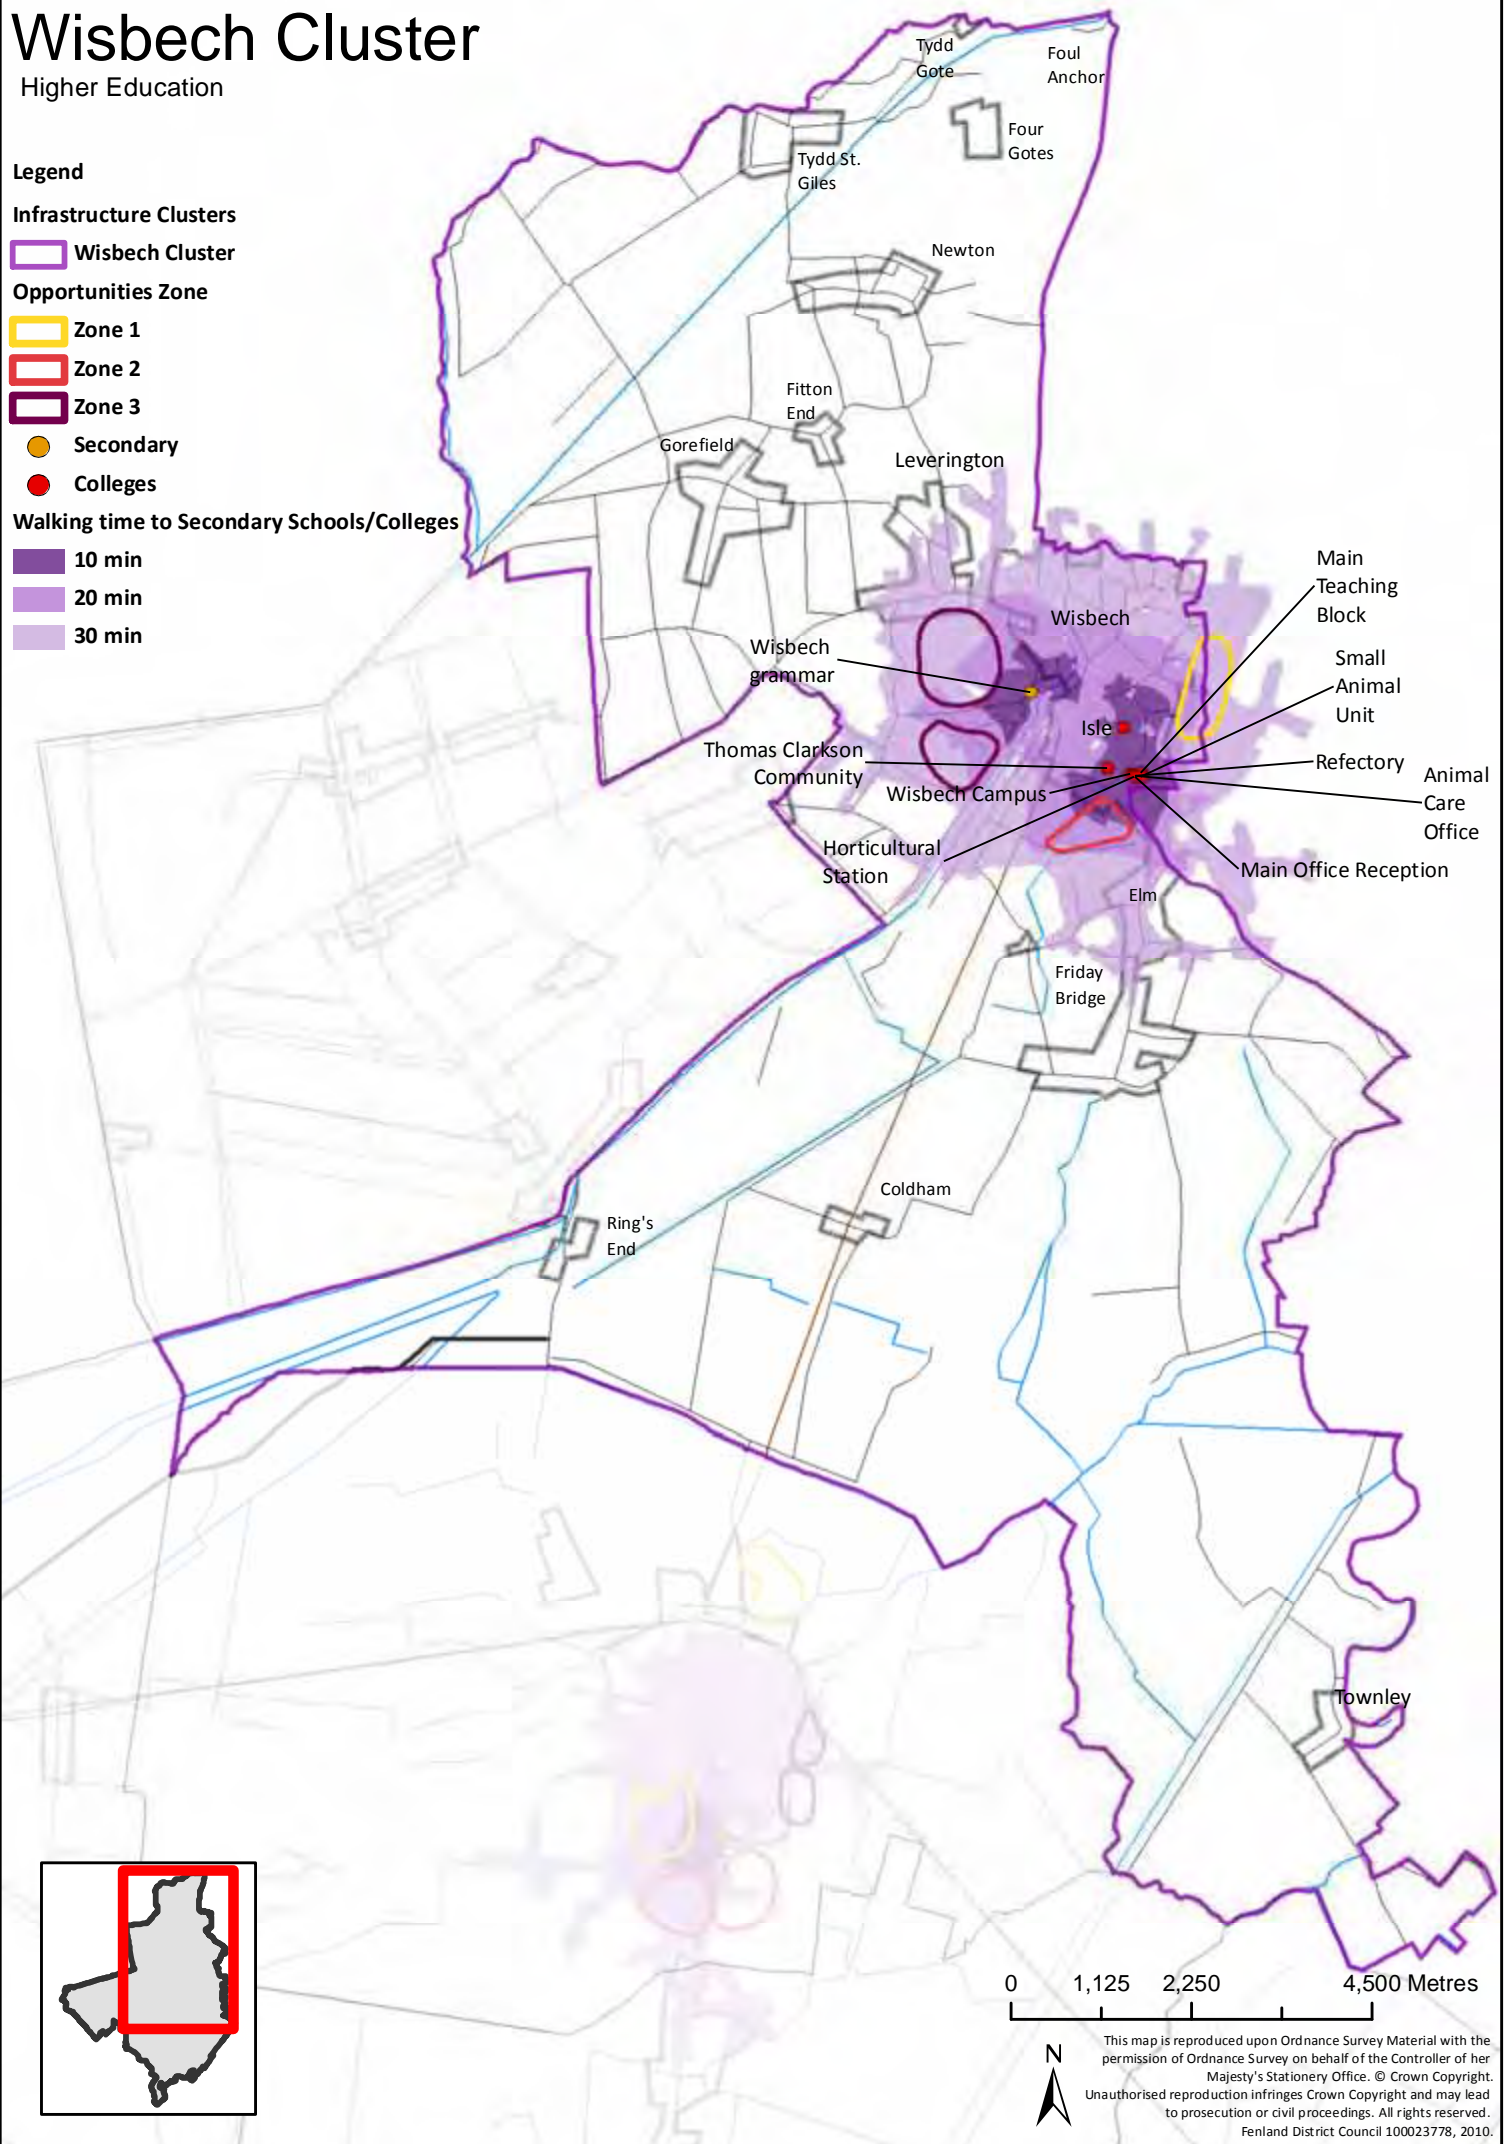 Wisbech Cluster
Higher Education
Legend
Infrastructure Clusters
Wisbech Cluster
Opportunities Zone
Zone 1
Zone 2
Zone 3
Secondary
Colleges
Walking time to Secondary Schools/Colleges
10 min
20 min
30 min
Tydd
Gote
Foul
Anchor
Four
Gotes
Tydd St.
Giles
Newton
Fitton
End
Gorefield
Leverington
Wisbech
Main
Teaching
Block
Wisbech
grammar
Small
Animal
Unit
Isle
Thomas Clarkson
Community
Refectory
Wisbech Campus
Animal
Care
Office
Horticultural
Station
Main Office Reception
Elm
Friday
Bridge
Coldham
Ring's
End
Townley
0 1,125 2,250 4,500 Metres
N
This map is reproduced upon Ordnance Survey Material with the
permission of Ordnance Survey on behalf of the Controller of her
Majesty's Stationery Office. © Crown Copyright.
Unauthorised reproduction infringes Crown Copyright and may lead
to prosecution or civil proceedings. All rights reserved.
Fenland District Council 100023778, 2010.